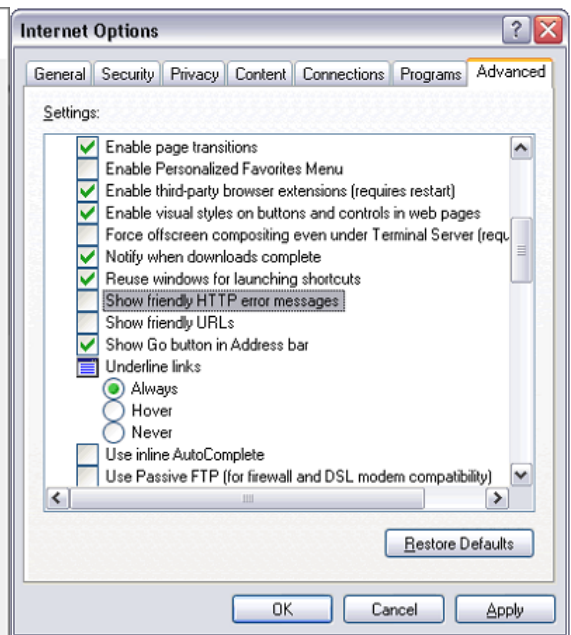 Internet Options
General Security Privacy Content Connections Programs Advanced
Settings:
Enable page transitions
Enable Personalized Favorites Menu
Enable third-party browser extensions (requires restart)
Enable visual styles on buttons and controls in web pages
Force offscreen compositing even under Terminal Server (requ
Notify when downloads complete
Reuse windows for launching shortcuts
Show friendly HTTP error messages
Show friendly URLs
Show Go button in Address bar
Underline links
Always
Hover
Never
Use inline AutoComplete
Use Passive FTP (for firewall and DSL modem compatibility)
Restore Defaults
OK Cancel Apply